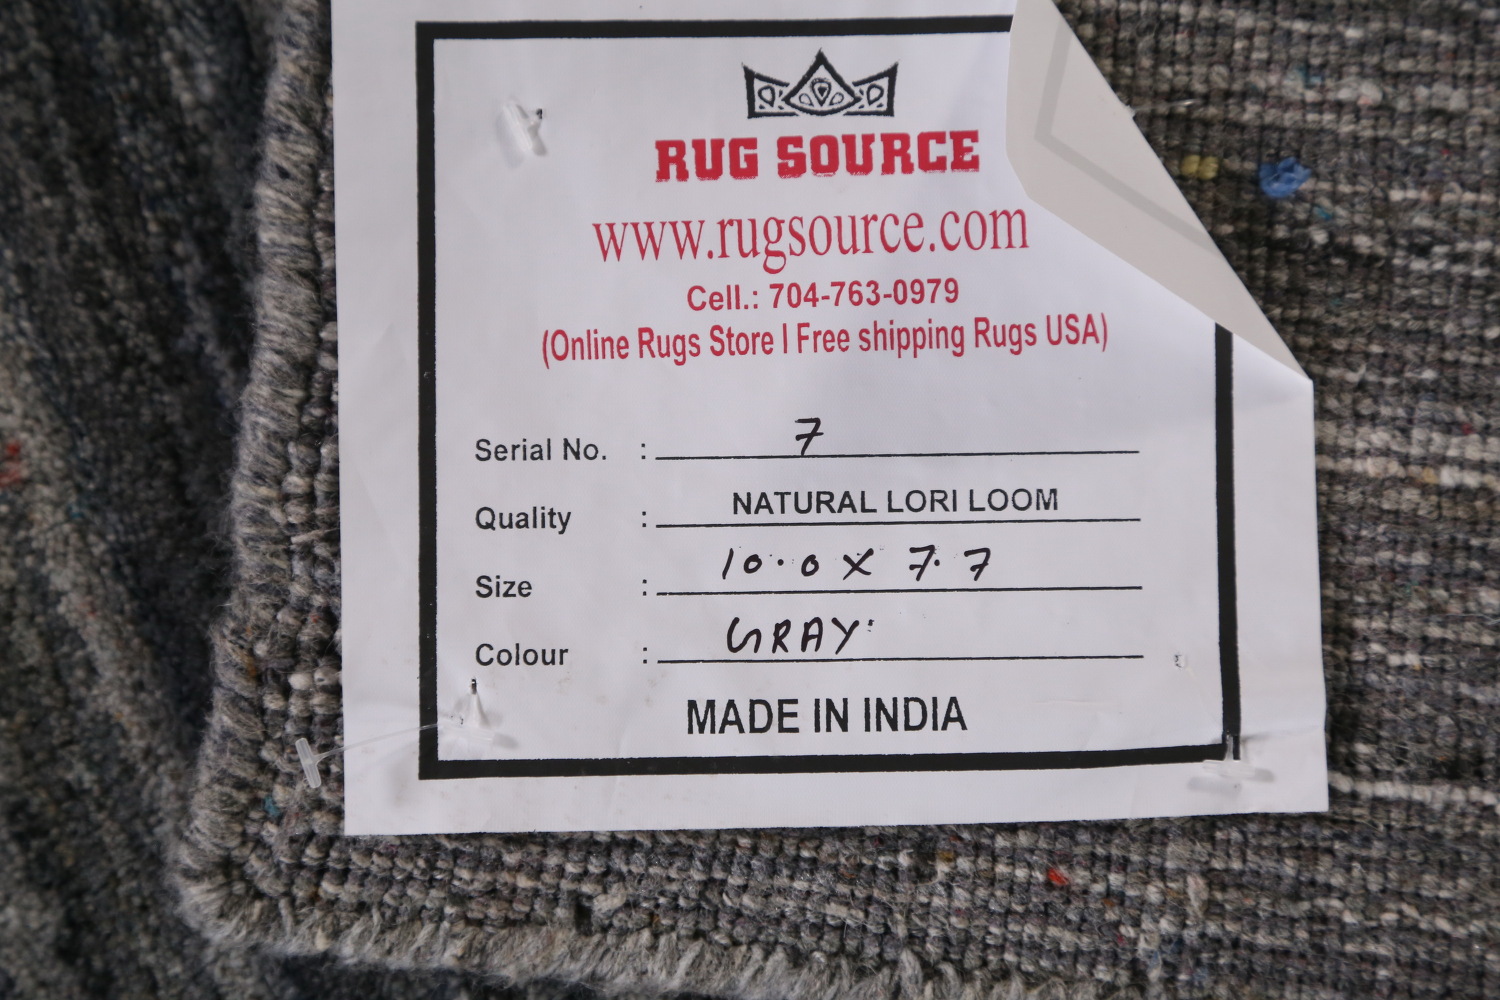 RUG SOURCE
www.rugsource.com
Cell.: 704-763-0979
(Online Rugs Store I Free shipping Rugs USA)
Serial No. : 7
Quality : NATURAL LORI LOOM
Size : 10.0 X 7.7
Colour : GRAY
MADE IN INDIA